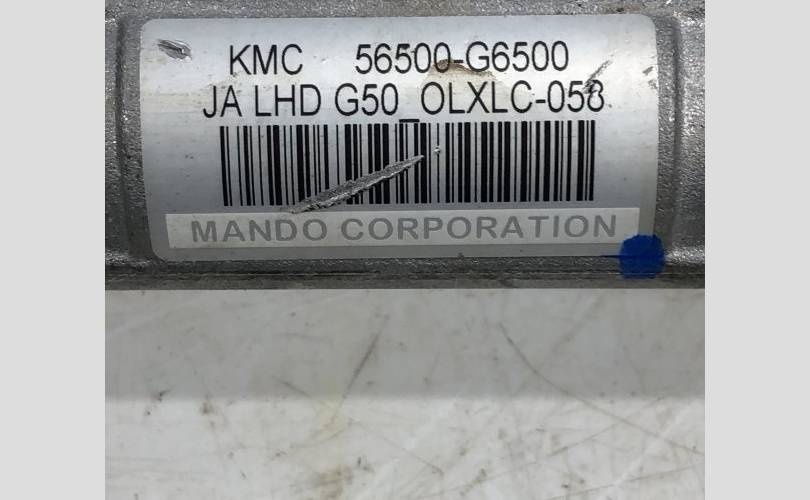 KMC 56500-G6500
JA LHD G50_OLXLC-058
MANDO CORPORATION